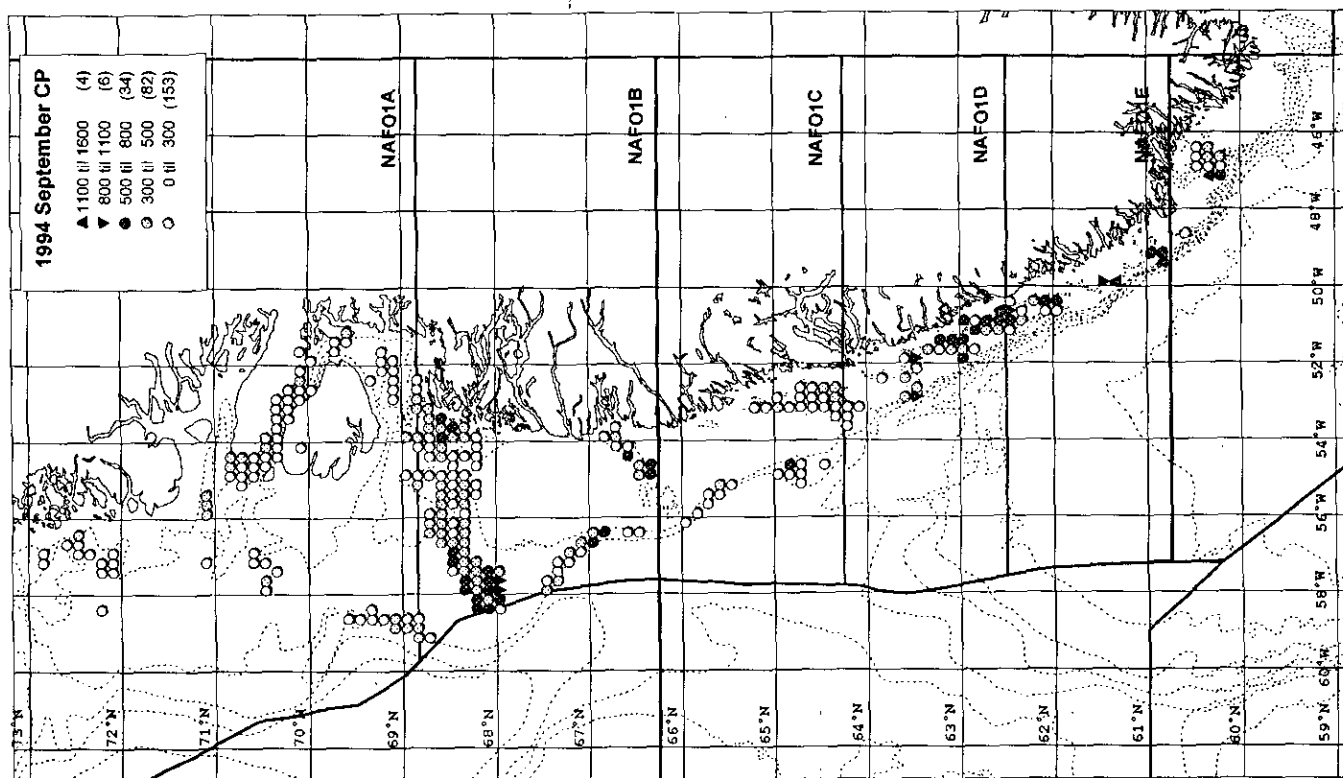 1994 September CP
▲ 1100 til 1600 (4)
▼ 800 til 1100 (6)
500 til 800 (34)
300 til 500 (82)
0 til 300 (153)
NAFO1A
NAFO1B
NAFO1C
NAFO1D
NAFO1E
73°N
72°N
71°N
70°N
69°N
68°N
67°N
66°N
65°N
64°N
63°N
62°N
61°N
60°N
59°N
46°W
48°W
50°W
52°W
54°W
56°W
58°W
60°W